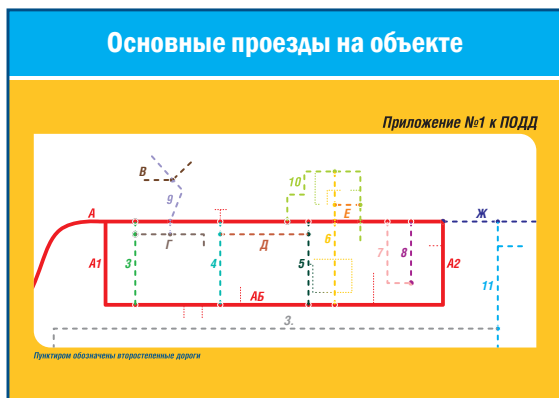 Основные проезды на объекте
Приложение №1 к ПОДД
В
10
9
А
Е
Ж
Г
Д
А1
3
4
5
6
7
8
А2
11
АБ
3.
Пунктиром обозначены второстепенные дороги